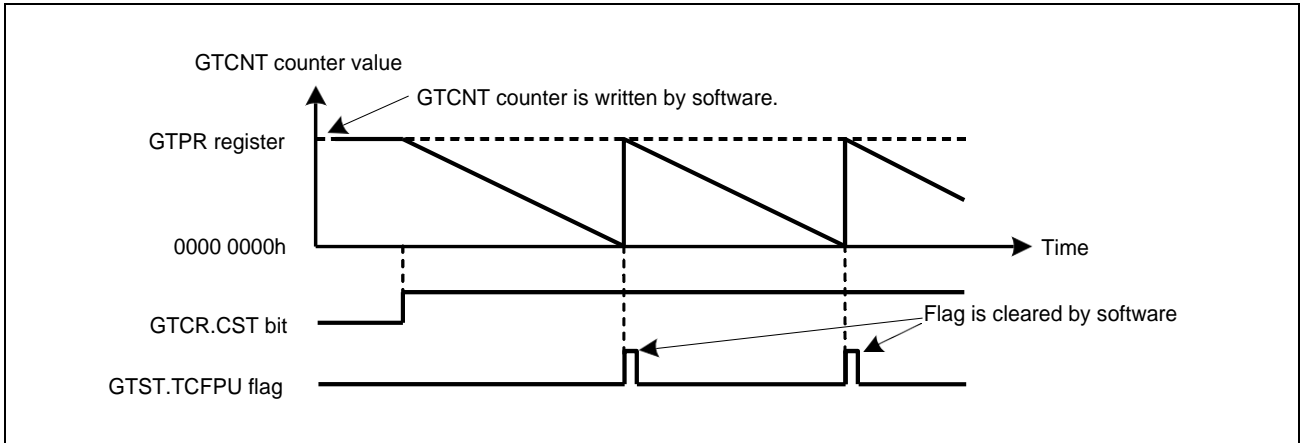 GTCNT counter value
GTCNT counter is written by software.
GTPR register
0000 0000h
Time
GTCR.CST bit
Flag is cleared by software
GTST.TCFPU flag